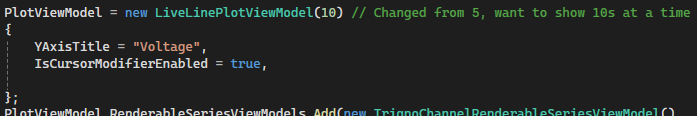 PlotViewModel = new LiveLinePlotViewModel(10) // Changed from 5, want to show 10s at a time
{
YAxisTitle = "Voltage",
IsCursorModifierEnabled = true,
};
PlotViewModel.RenderableSeriesViewModels.Add(new TrignoChannelRenderableSeriesViewModel()